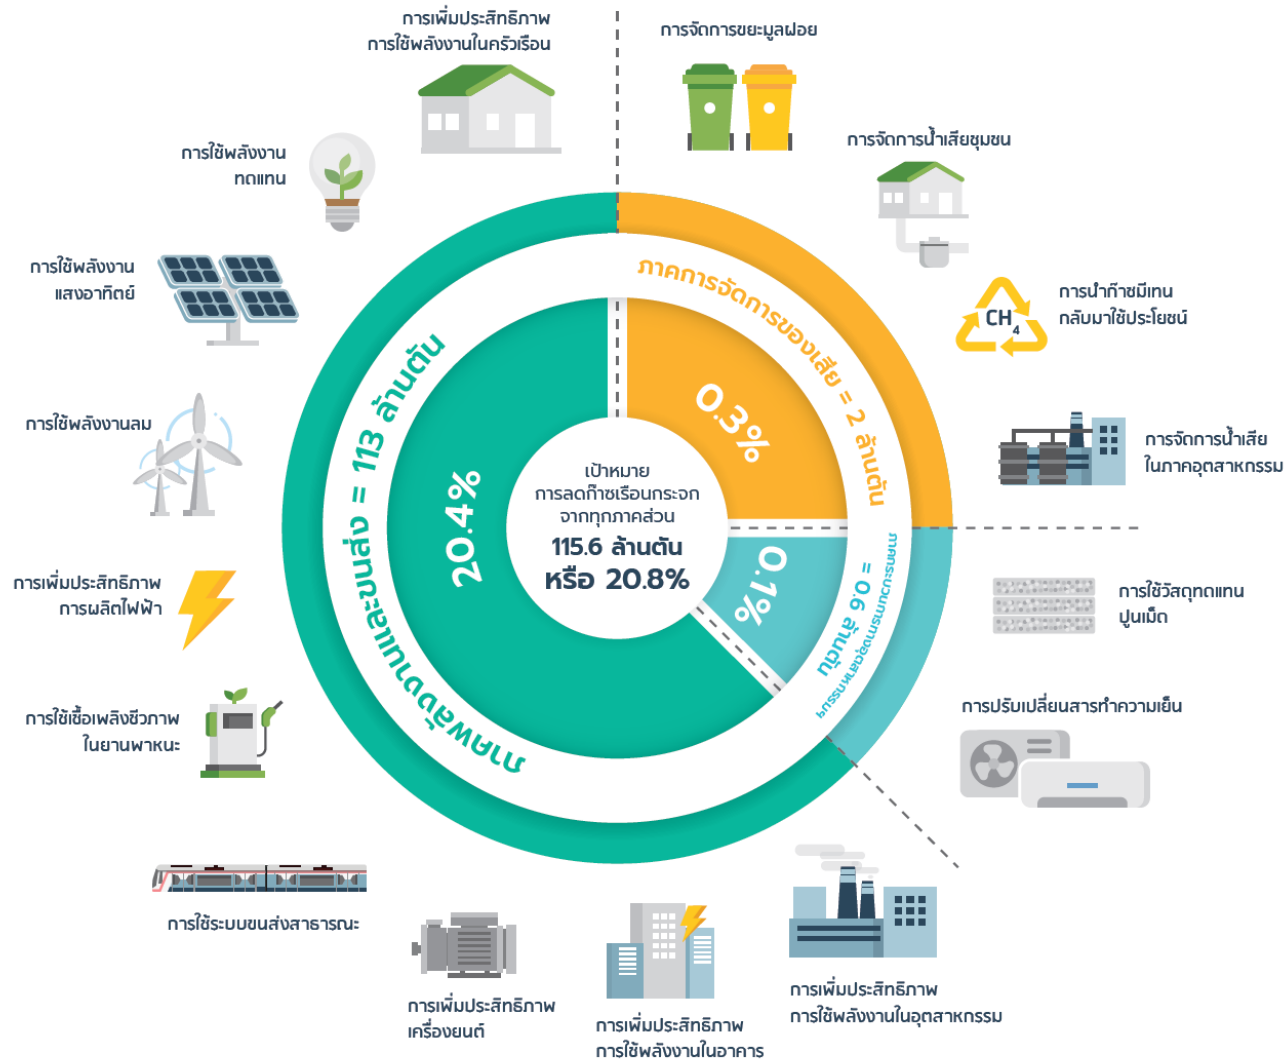 การเพิ่มประสิทธิภาพ
การใช้พลังงานในครัวเรือน
การจัดการขยะมูลฝอย
การจัดการน้ำเสียชุมชน
การใช้พลังงาน
ทดแทน
การใช้พลังงาน
แสงอาทิตย์
การนำก๊าซมีเทน
กลับมาใช้ประโยชน์
CH4
การใช้พลังงานลม
การจัดการน้ำเสีย
ในภาคอุตสาหกรรม
ภาคการจัดการของเสีย = 2 ล้านตัน
0.3%
ภาคพลังงานและขนส่ง = 113 ล้านตัน
20.4%
เป้าหมาย
การลดก๊าซเรือนกระจก
จากทุกภาคส่วน
115.6 ล้านตัน
หรือ 20.8%
ภาคกระบวนการทางอุตสาหกรรมฯ
= 0.6 ล้านตัน
0.1%
การเพิ่มประสิทธิภาพ
การผลิตไฟฟ้า
การใช้วัสดุทดแทน
ปูนเม็ด
การใช้เชื้อเพลิงชีวภาพ
ในยานพาหนะ
การปรับเปลี่ยนสารทำความเย็น
การใช้ระบบขนส่งสาธารณะ
การเพิ่มประสิทธิภาพ
เครื่องยนต์
การเพิ่มประสิทธิภาพ
การใช้พลังงานในอาคาร
การเพิ่มประสิทธิภาพ
การใช้พลังงานในอุตสาหกรรม